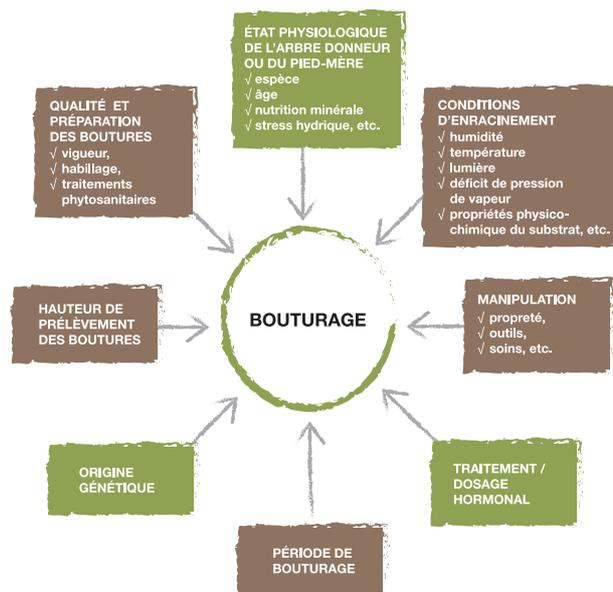 ÉTAT PHYSIOLOGIQUE
DE L'ARBRE DONNEUR
OU DU PIED-MÈRE
√ espèce
√ âge
√ nutrition minérale
√ stress hydrique, etc.
QUALITÉ ET
PRÉPARATION
DES BOUTURES
√ vigueur,
√ habillage,
√ traitements
phytosanitaires
CONDITIONS
D'ENRACINEMENT
√ humidité
√ température
√ lumière
√ déficit de pression
de vapeur
√ propriétés physico-
chimique du substrat, etc.
HAUTEUR DE
PRÉLÈVEMENT
DES BOUTURES
BOUTURAGE
MANIPULATION
√ propreté,
√ outils,
√ soins, etc.
ORIGINE
GÉNÉTIQUE
TRAITEMENT /
DOSAGE
HORMONAL
PÉRIODE DE
BOUTURAGE